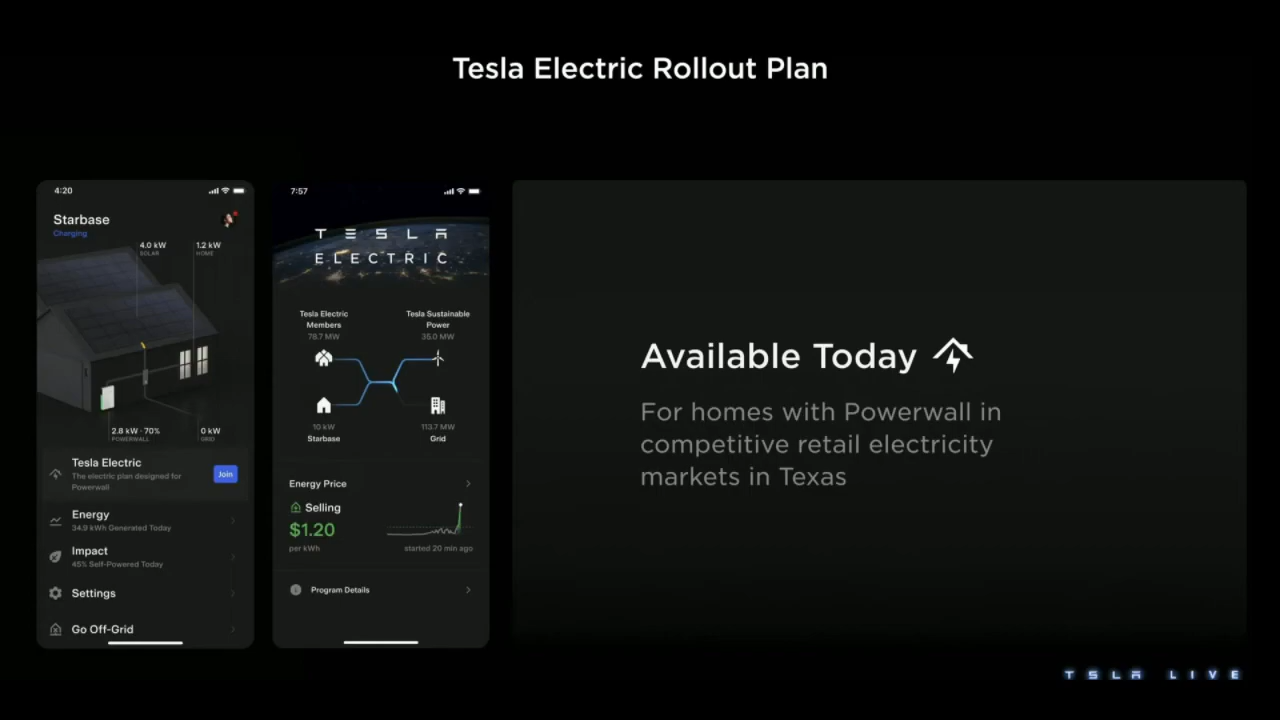 Tesla Electric Rollout Plan
4:20
Starbase
Charging
4.0 kW
SOLAR
1.2 kW
HOME
2.8 kW · 70%
POWERWALL
0 kW
GRID
Tesla Electric
The electric plan designed for
Powerwall
Join
Energy
34.9 kWh Generated Today
Impact
45% Self-Powered Today
Settings
Go Off-Grid
7:57
TESLA
ELECTRIC
Tesla Electric
Members
78.7 MW
Tesla Sustainable
Power
35.0 MW
10 kW
Starbase
113.7 MW
Grid
Energy Price
Selling
$1.20
per kWh
started 20 min ago
Program Details
Available Today
For homes with Powerwall in
competitive retail electricity
markets in Texas
TSLA LIVE